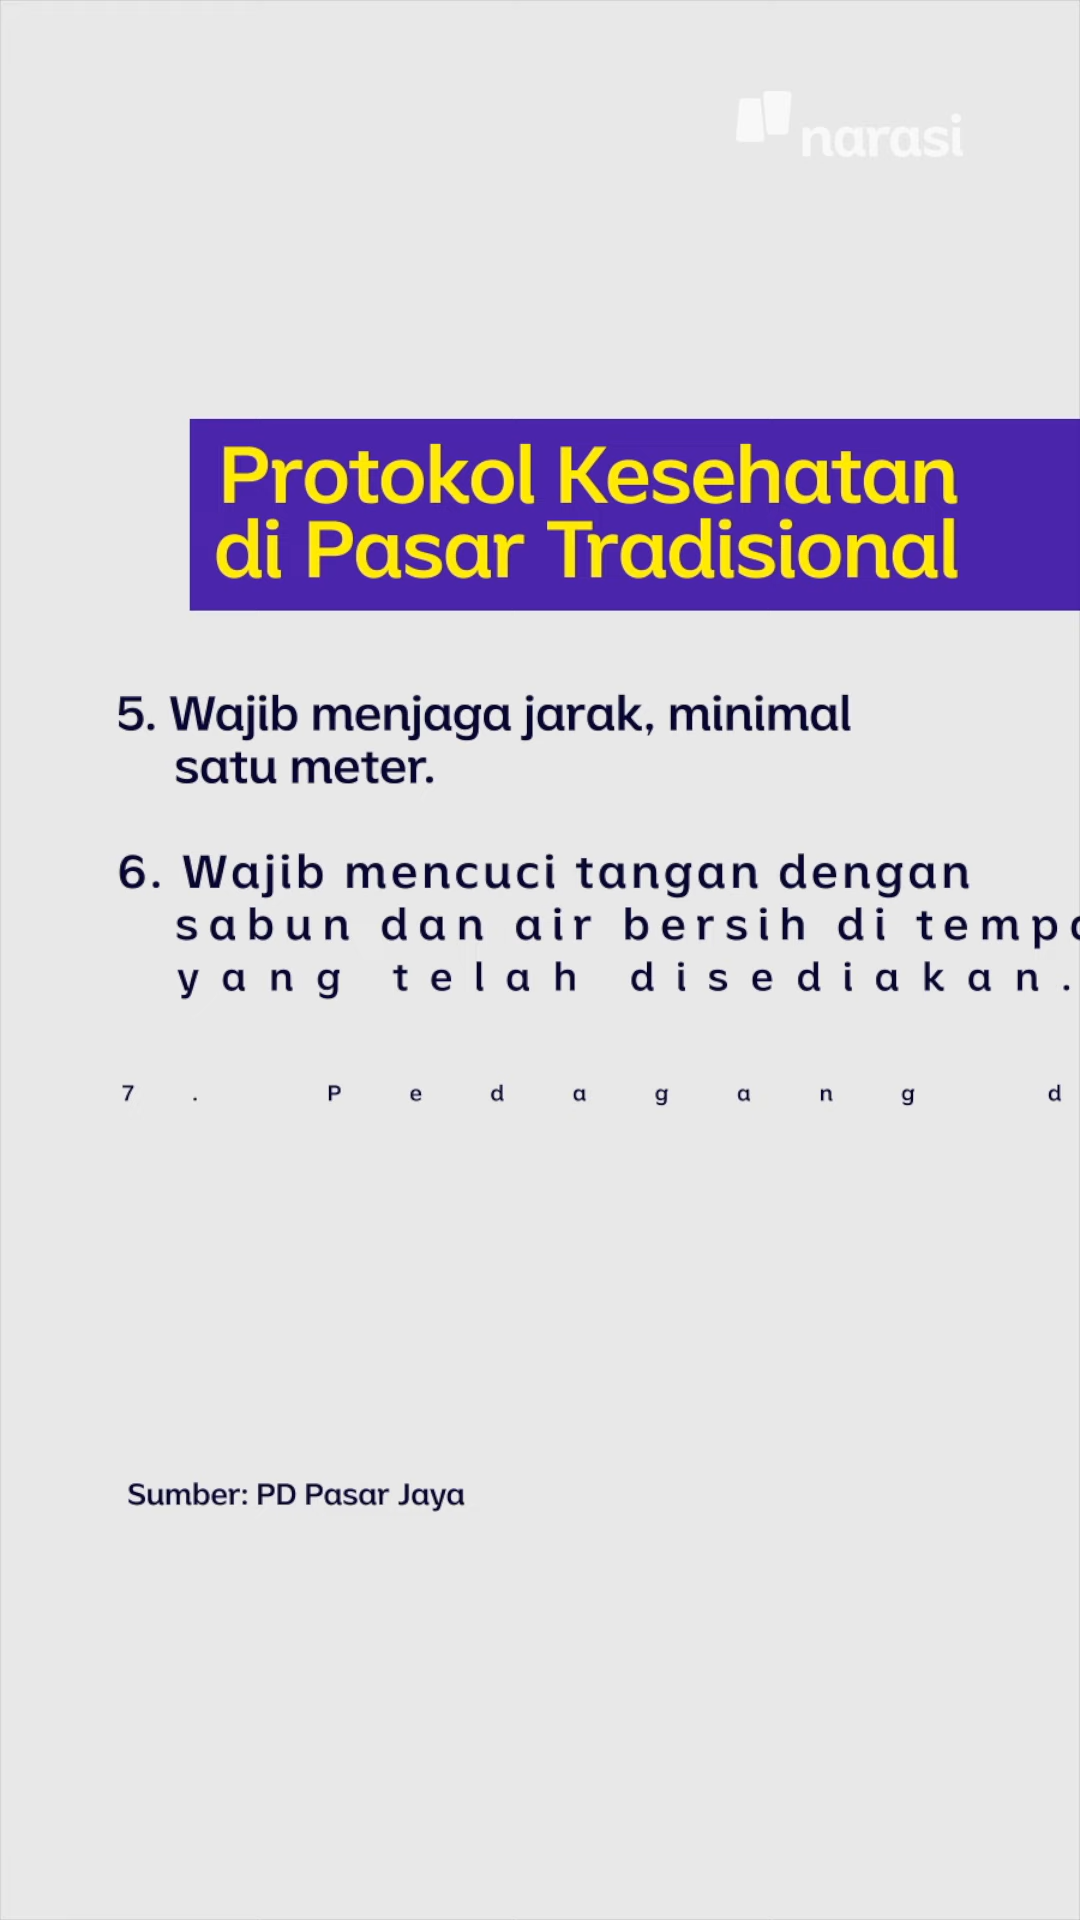 narasi
Protokol Kesehatan
di Pasar Tradisional
5. Wajib menjaga jarak, minimal
satu meter.
6. Wajib mencuci tangan dengan
sabun dan air bersih di
yang telah disediakan.
7. Pedagang
Sumber: PD Pasar Jaya